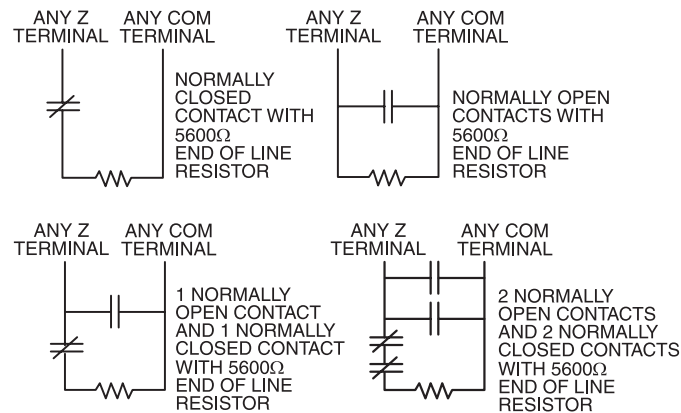 ANY Z TERMINAL
ANY COM TERMINAL
NORMALLY
CLOSED
CONTACT WITH
5600Ω
END OF LINE
RESISTOR
ANY Z TERMINAL
ANY COM TERMINAL
NORMALLY OPEN
CONTACTS WITH
5600Ω
END OF LINE
RESISTOR
ANY Z TERMINAL
ANY COM TERMINAL
1 NORMALLY
OPEN CONTACT
AND 1 NORMALLY
CLOSED CONTACT
WITH 5600Ω
END OF LINE
RESISTOR
ANY Z TERMINAL
ANY COM TERMINAL
2 NORMALLY
OPEN CONTACTS
AND 2 NORMALLY
CLOSED CONTACTS
WITH 5600Ω
END OF LINE
RESISTOR